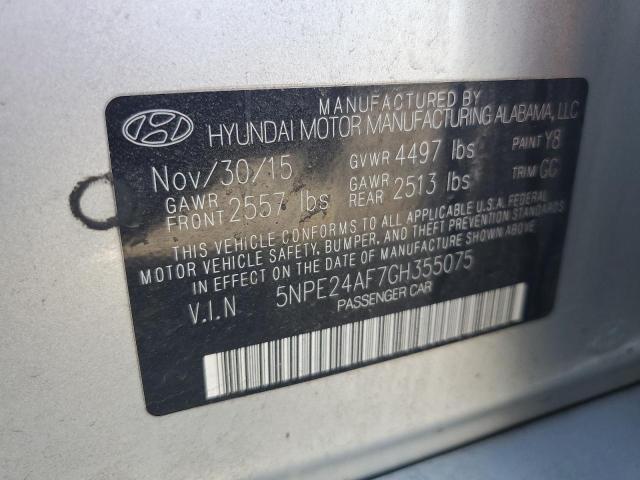 MANUFACTURED BY
HYUNDAI MOTOR MANUFACTURING ALABAMA, LLC
Nov/30/15 GVWR 4497 lbs PAINT Y8
GAWR FRONT 2557 lbs GAWR REAR 2513 lbs TRIM GC
THIS VEHICLE CONFORMS TO ALL APPLICABLE U.S.A. FEDERAL
MOTOR VEHICLE SAFETY, BUMPER, AND THEFT PREVENTION STANDARDS
IN EFFECT ON THE DATE OF MANUFACTURE SHOWN ABOVE.
V.I.N 5NPE24AF7GH355075
PASSENGER CAR